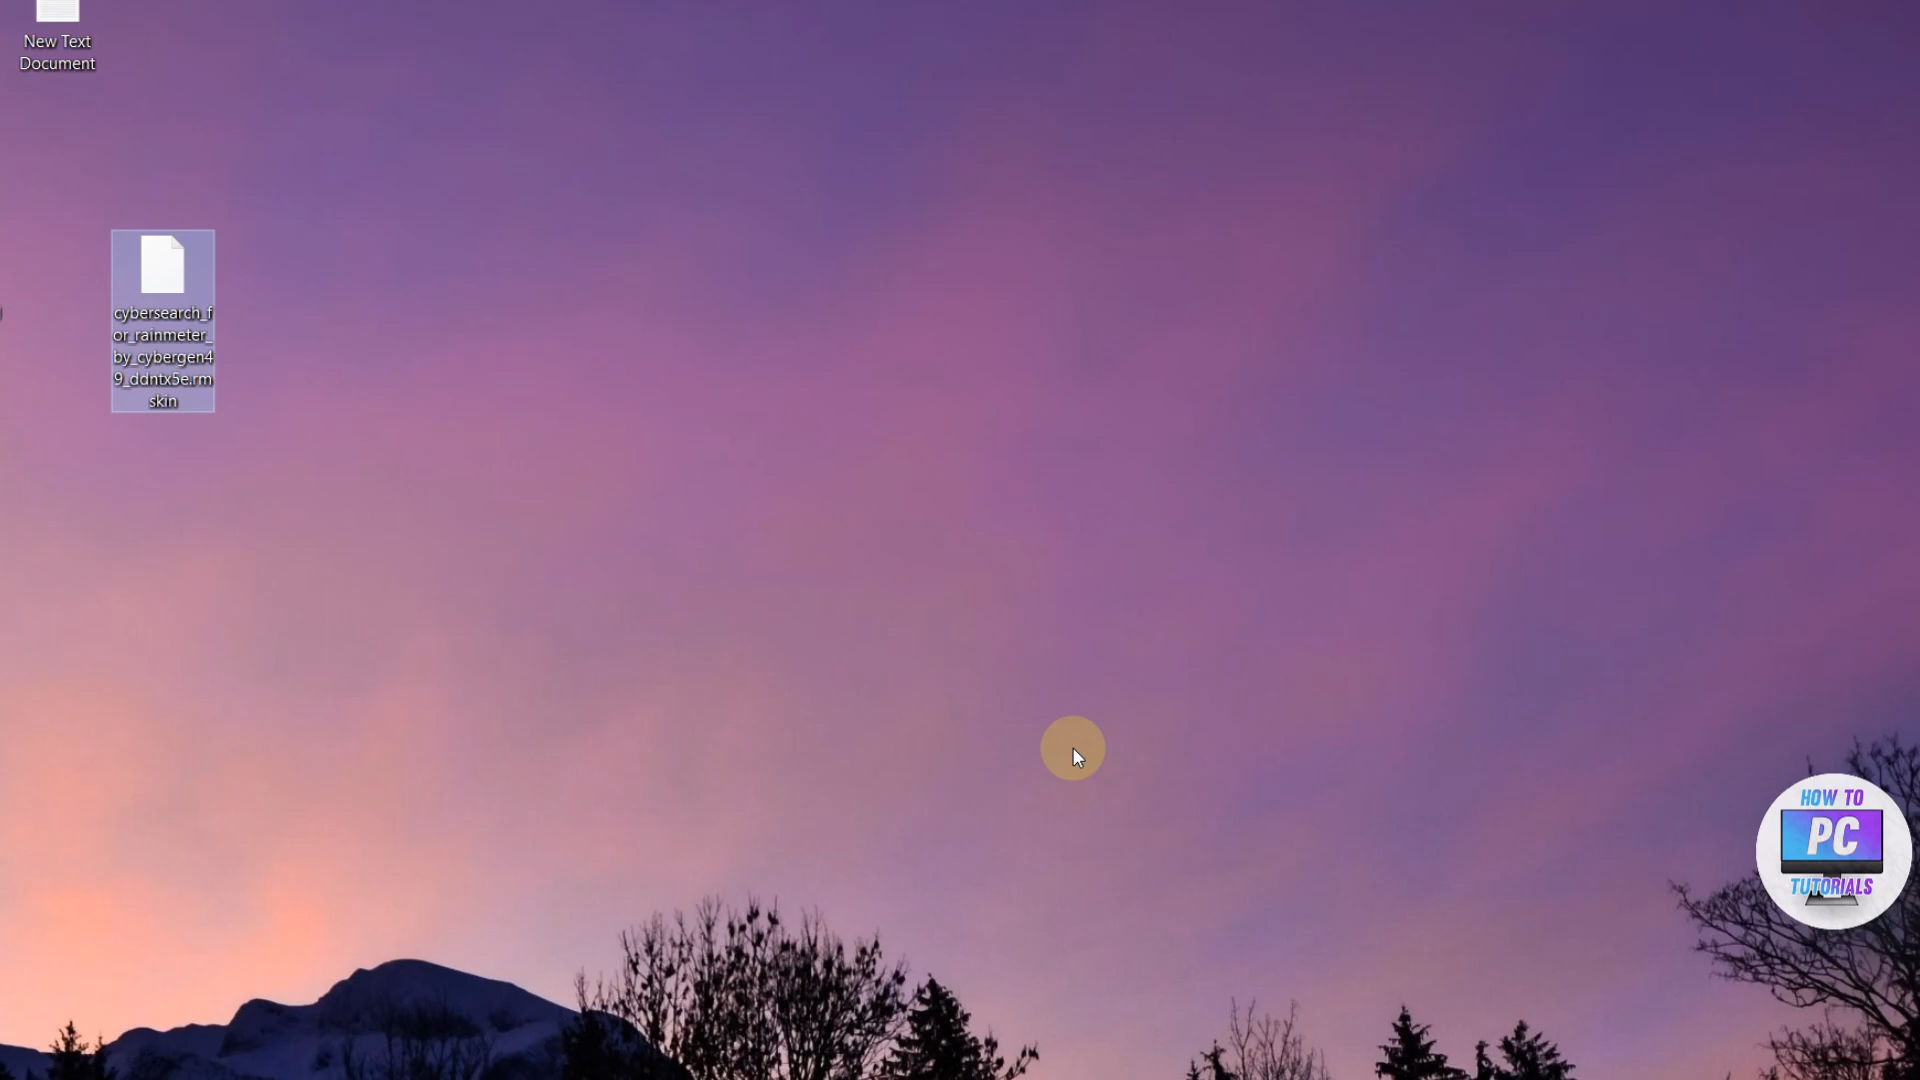 New Text
Document
cybersearch_f
or_rainmeter_
by_cybergen4
9_ddntx5e.rm
skin
HOW TO
PC
TUTORIALS